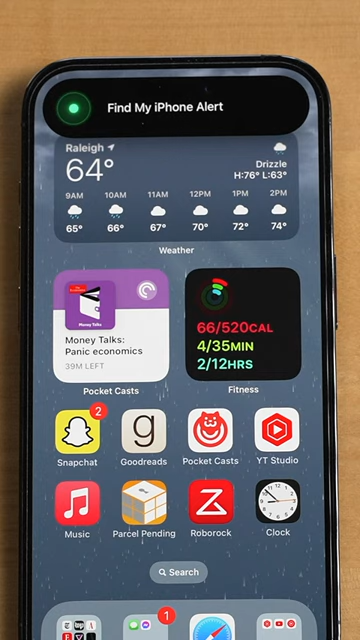 Find My iPhone Alert
Raleigh
64°
Drizzle
H:76° L:63°
9AM 10AM 11AM 12PM 1PM 2PM
65° 66° 67° 70° 72° 74°
Weather
Money Talks
Money Talks:
Panic economics
39M LEFT
Pocket Casts
66/520CAL
4/35MIN
2/12HRS
Fitness
2
g
Snapchat Goodreads Pocket Casts YT Studio
Music Parcel Pending Roborock Clock
Search
1